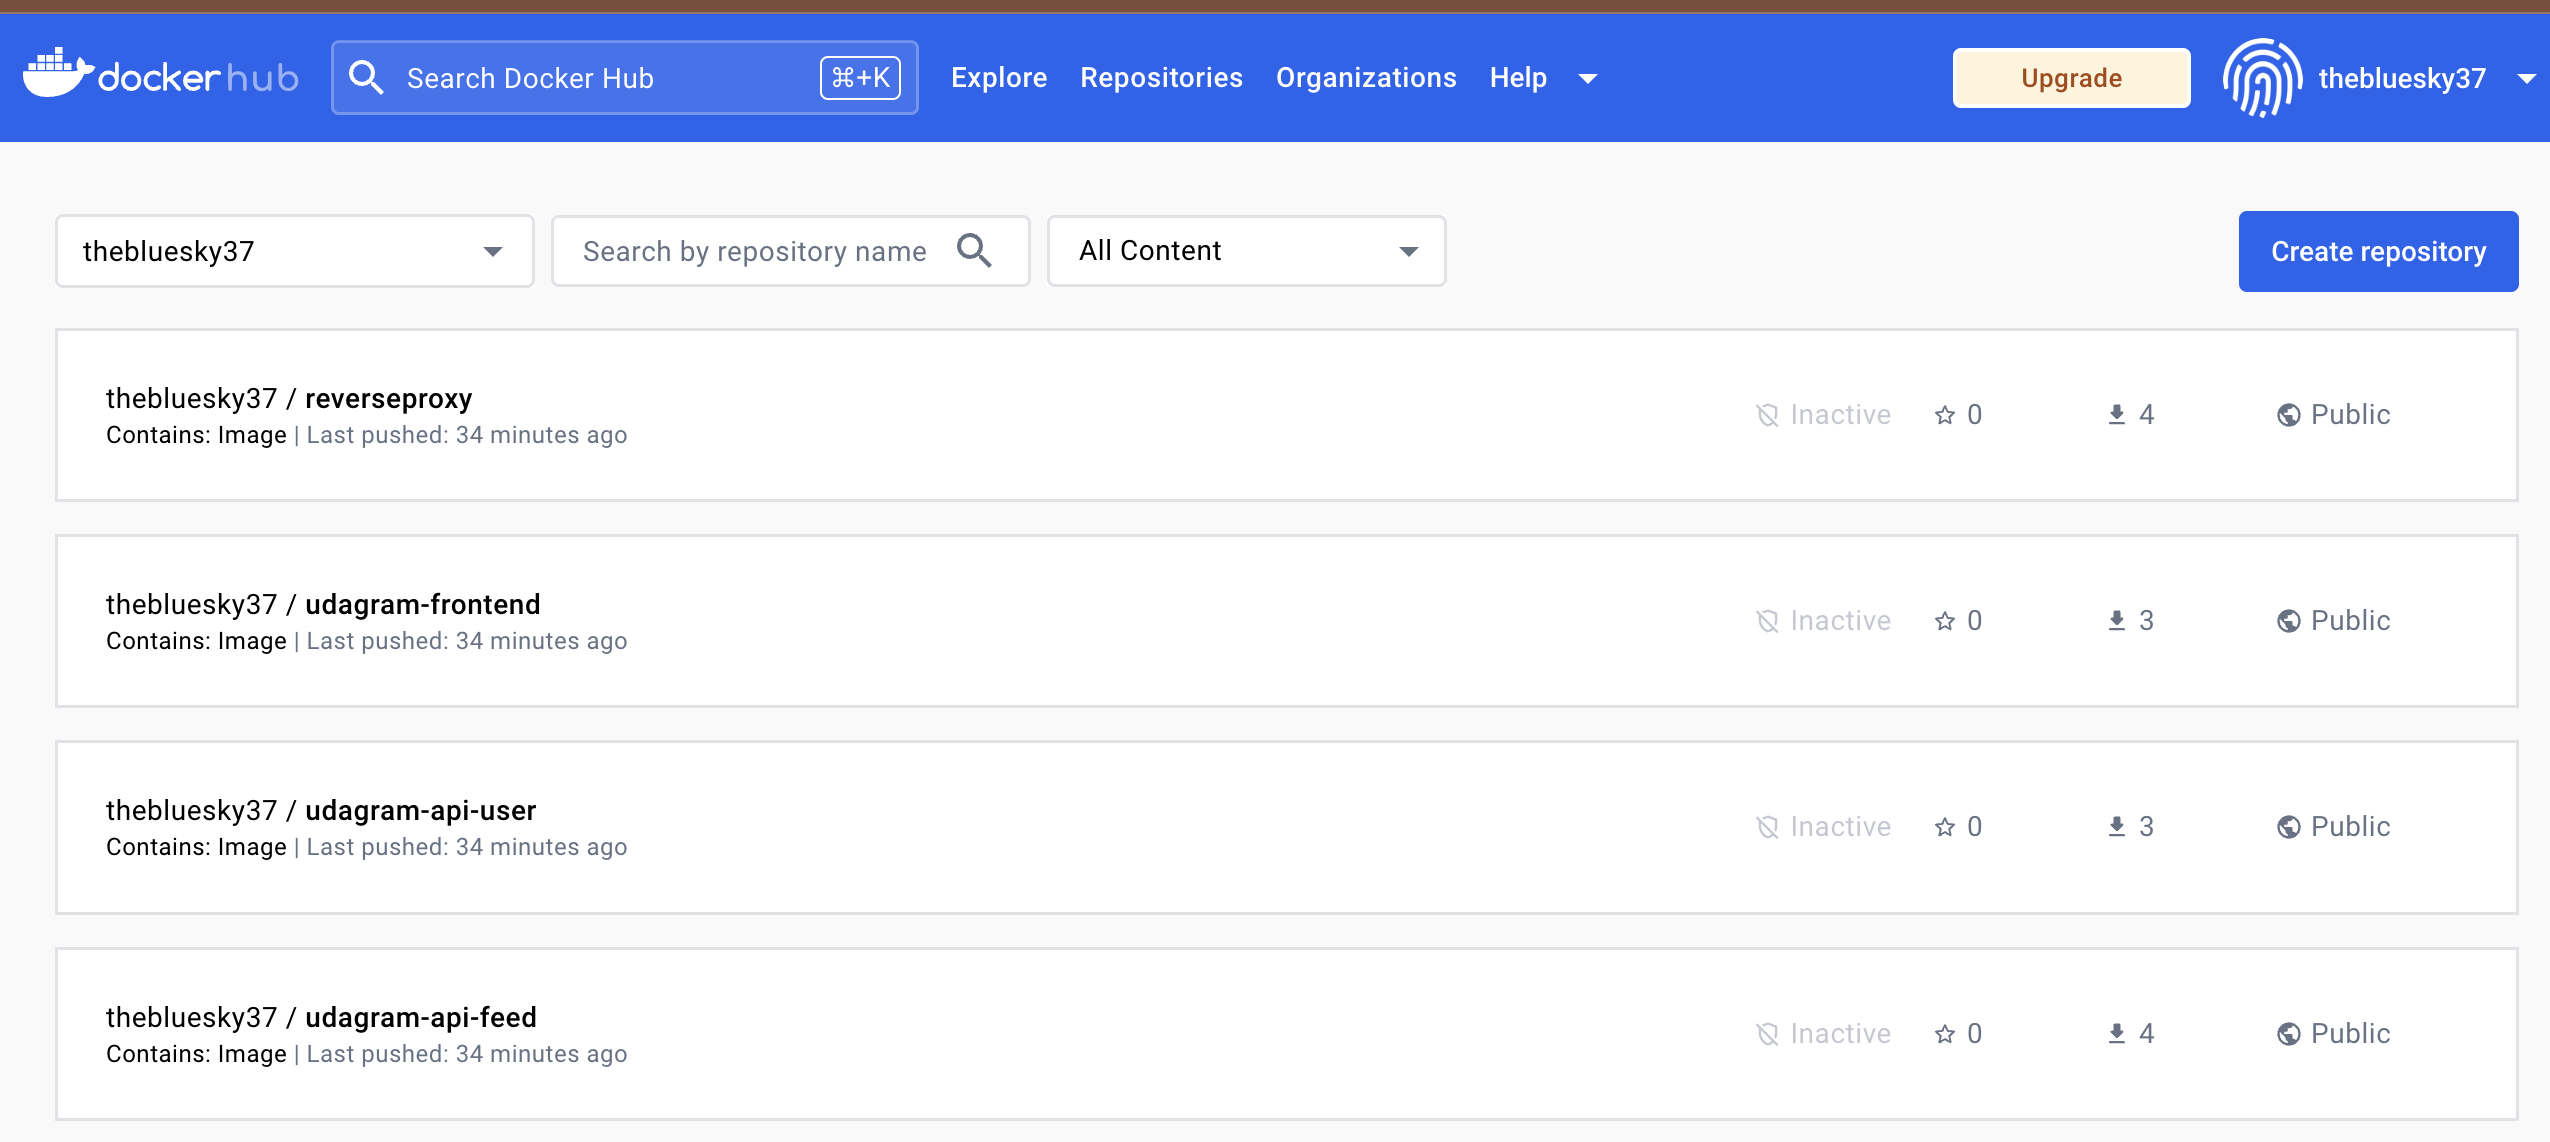 docker hub
Search Docker Hub ⌘+K
Explore Repositories Organizations Help
Upgrade
thebluesky37
thebluesky37
Search by repository name
All Content
Create repository
thebluesky37 / reverseproxy
Contains: Image | Last pushed: 34 minutes ago
Inactive 0 4 Public
thebluesky37 / udagram-frontend
Contains: Image | Last pushed: 34 minutes ago
Inactive 0 3 Public
thebluesky37 / udagram-api-user
Contains: Image | Last pushed: 34 minutes ago
Inactive 0 3 Public
thebluesky37 / udagram-api-feed
Contains: Image | Last pushed: 34 minutes ago
Inactive 0 4 Public